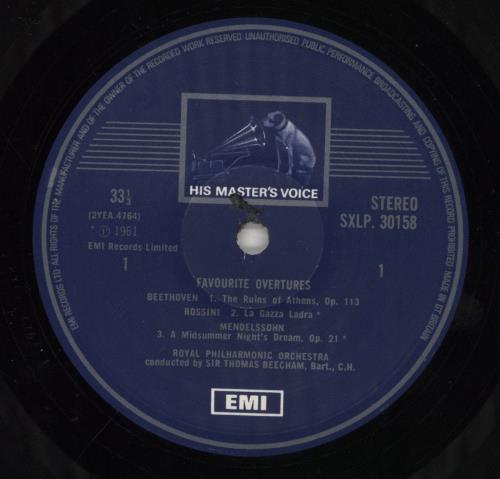 EMI RECORDS LTD · ALL RIGHTS OF THE MANUFACTURER AND OF THE OWNER OF THE RECORDED WORK RESERVED UNAUTHORISED PUBLIC PERFORMANCE BROADCASTING AND COPYING OF THIS RECORD PROHIBITED MADE IN GT BRITAIN
HIS MASTER'S VOICE
33⅓
(2YEA.4764)
* ℗ 1961
EMI Records Limited
1
STEREO
SXLP. 30158
1
FAVOURITE OVERTURES
BEETHOVEN 1. The Ruins of Athens, Op. 113
ROSSINI 2. La Gazza Ladra *
MENDELSSOHN
3. A Midsummer Night's Dream, Op. 21 *
ROYAL PHILHARMONIC ORCHESTRA
conducted by SIR THOMAS BEECHAM, Bart., C.H.
EMI